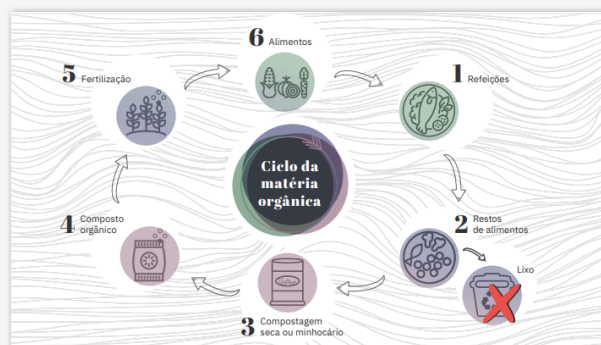 Ciclo da
matéria
orgânica
1 Refeições
2 Restos
de alimentos
Lixo
3 Compostagem
seca ou minhocário
4 Composto
orgânico
5 Fertilização
6 Alimentos